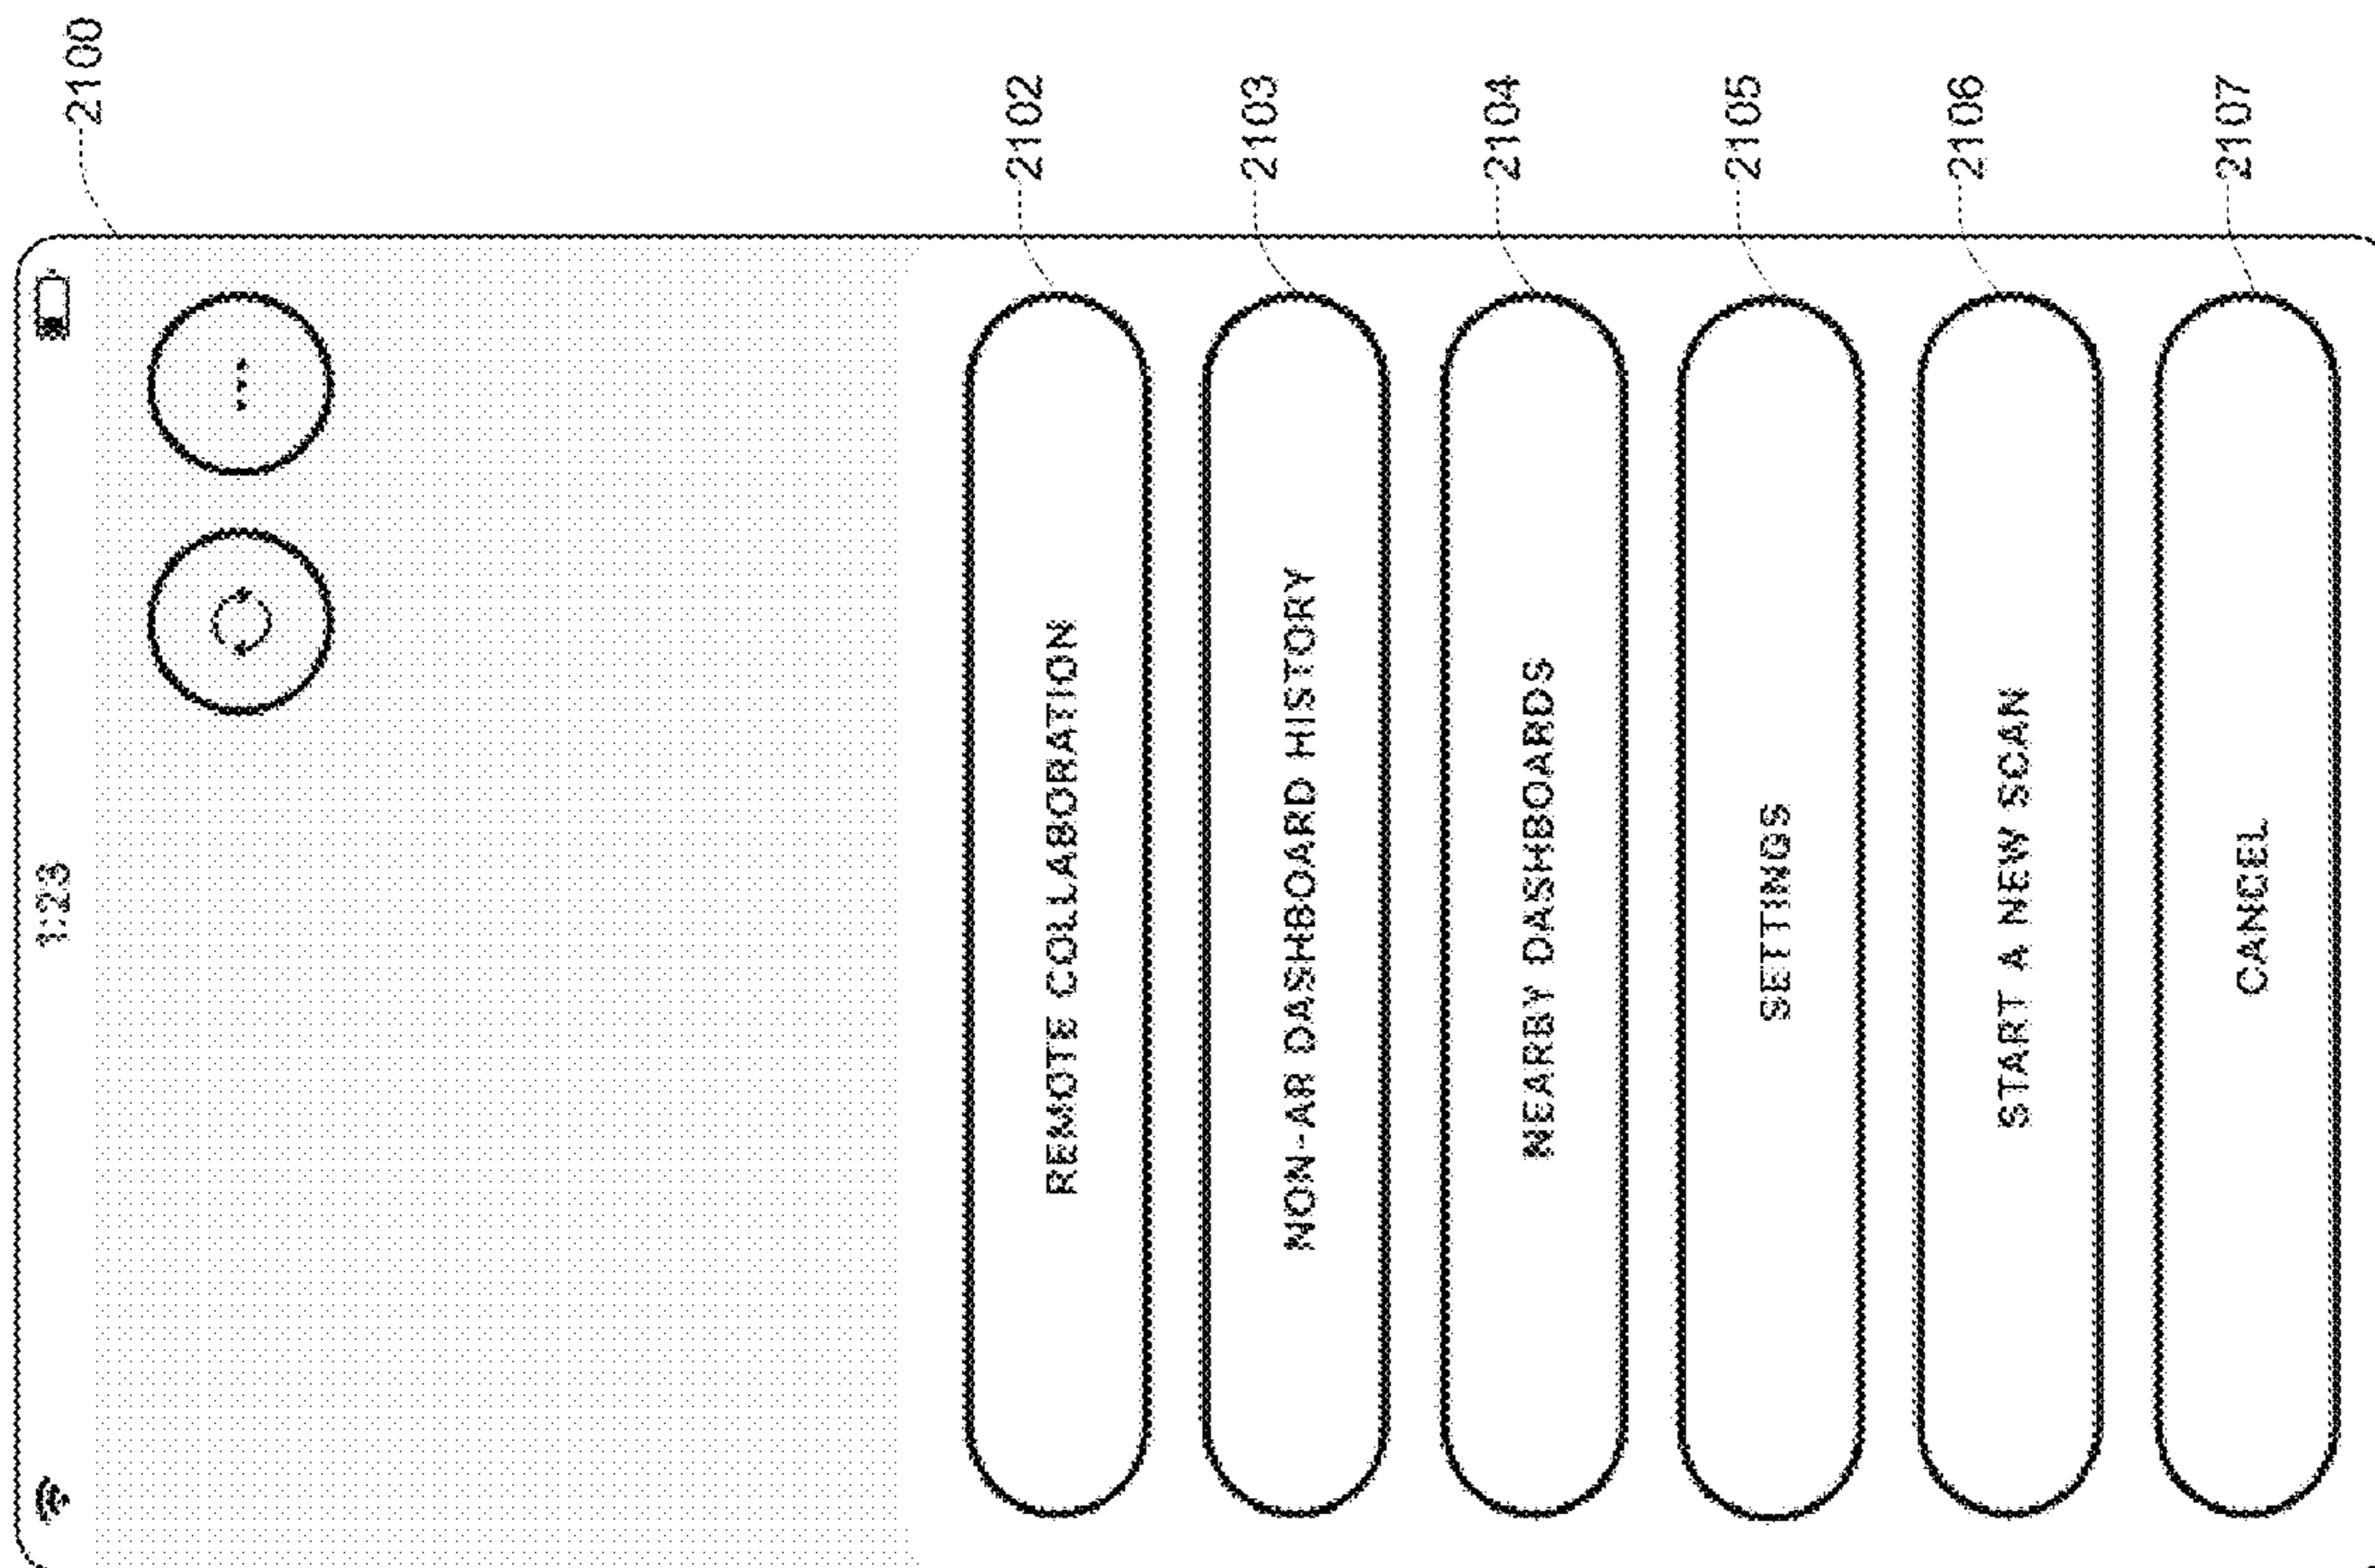 2100
1:23
...
REMOTE COLLABORATION 2102
NON-AR DASHBOARD HISTORY 2103
NEARBY DASHBOARDS 2104
SETTINGS 2105
START A NEW SCAN 2106
CANCEL 2107